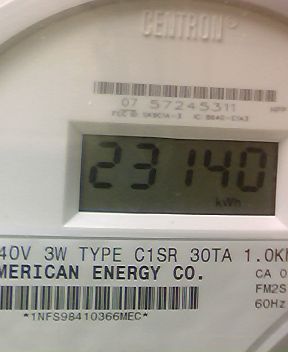 CENTRON
07 57245311
23140
kWh
40V 3W TYPE C1SR 30TA 1.0K
MERICAN ENERGY CO.
CA 0
FM2S
60Hz
*1NFS98410366MEC*